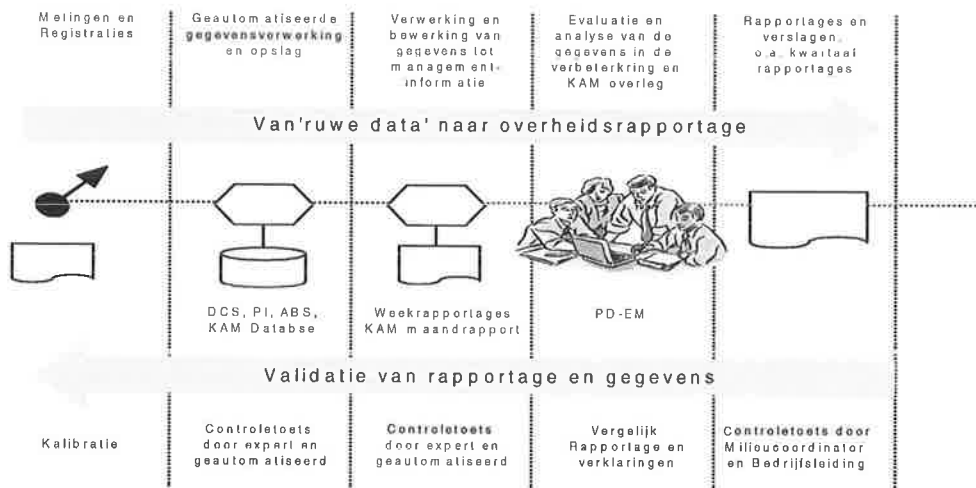 Metingen en
Registraties
Geautomatiseerde
gegevensverwerking
en opslag
Verwerking en
bewerking van
gegevens tot
management-
informatie
Evaluatie en
analyse van de
gegevens in de
verbeterkring en
KAM overleg
Rapportages en
verslagen
o.a. kwartaal
rapportages
Van'ruwe data' naar overheidsrapportage
DCS, PI, ABS,
KAM Databse
Weekrapportages
KAM maandrapport
PD-EM
Validatie van rapportage en gegevens
Kalibratie
Controletoets
door expert en
geautomatiseerd
Controletoets
door expert en
geautomatiseerd
Vergelijk
Rapportage en
verklaringen
Controletoets door
Milieucoordinator
en Bedrijfsleiding